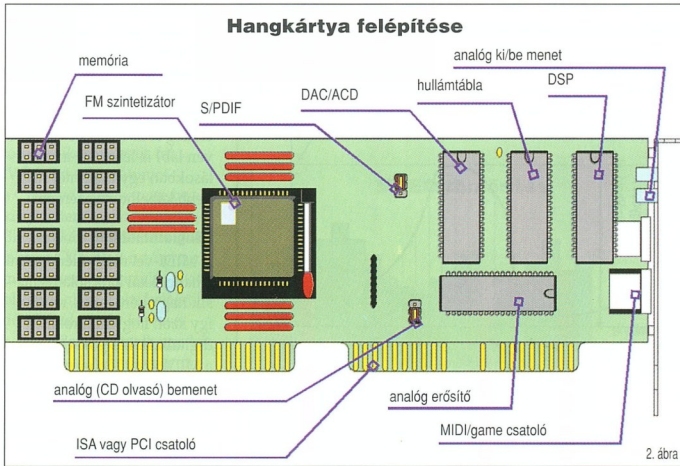 Hangkártya felépítése
memória
FM szintetizátor
S/PDIF
DAC/ACD
hullámtábla
analóg ki/be menet
DSP
analóg (CD olvasó) bemenet
ISA vagy PCI csatoló
analóg erősítő
MIDI/game csatoló
2. ábra